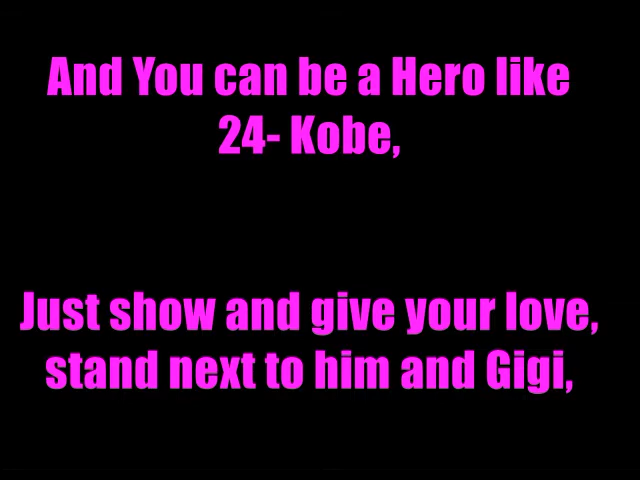 And You can be a Hero like
24- Kobe,
Just show and give your love,
stand next to him and Gigi,